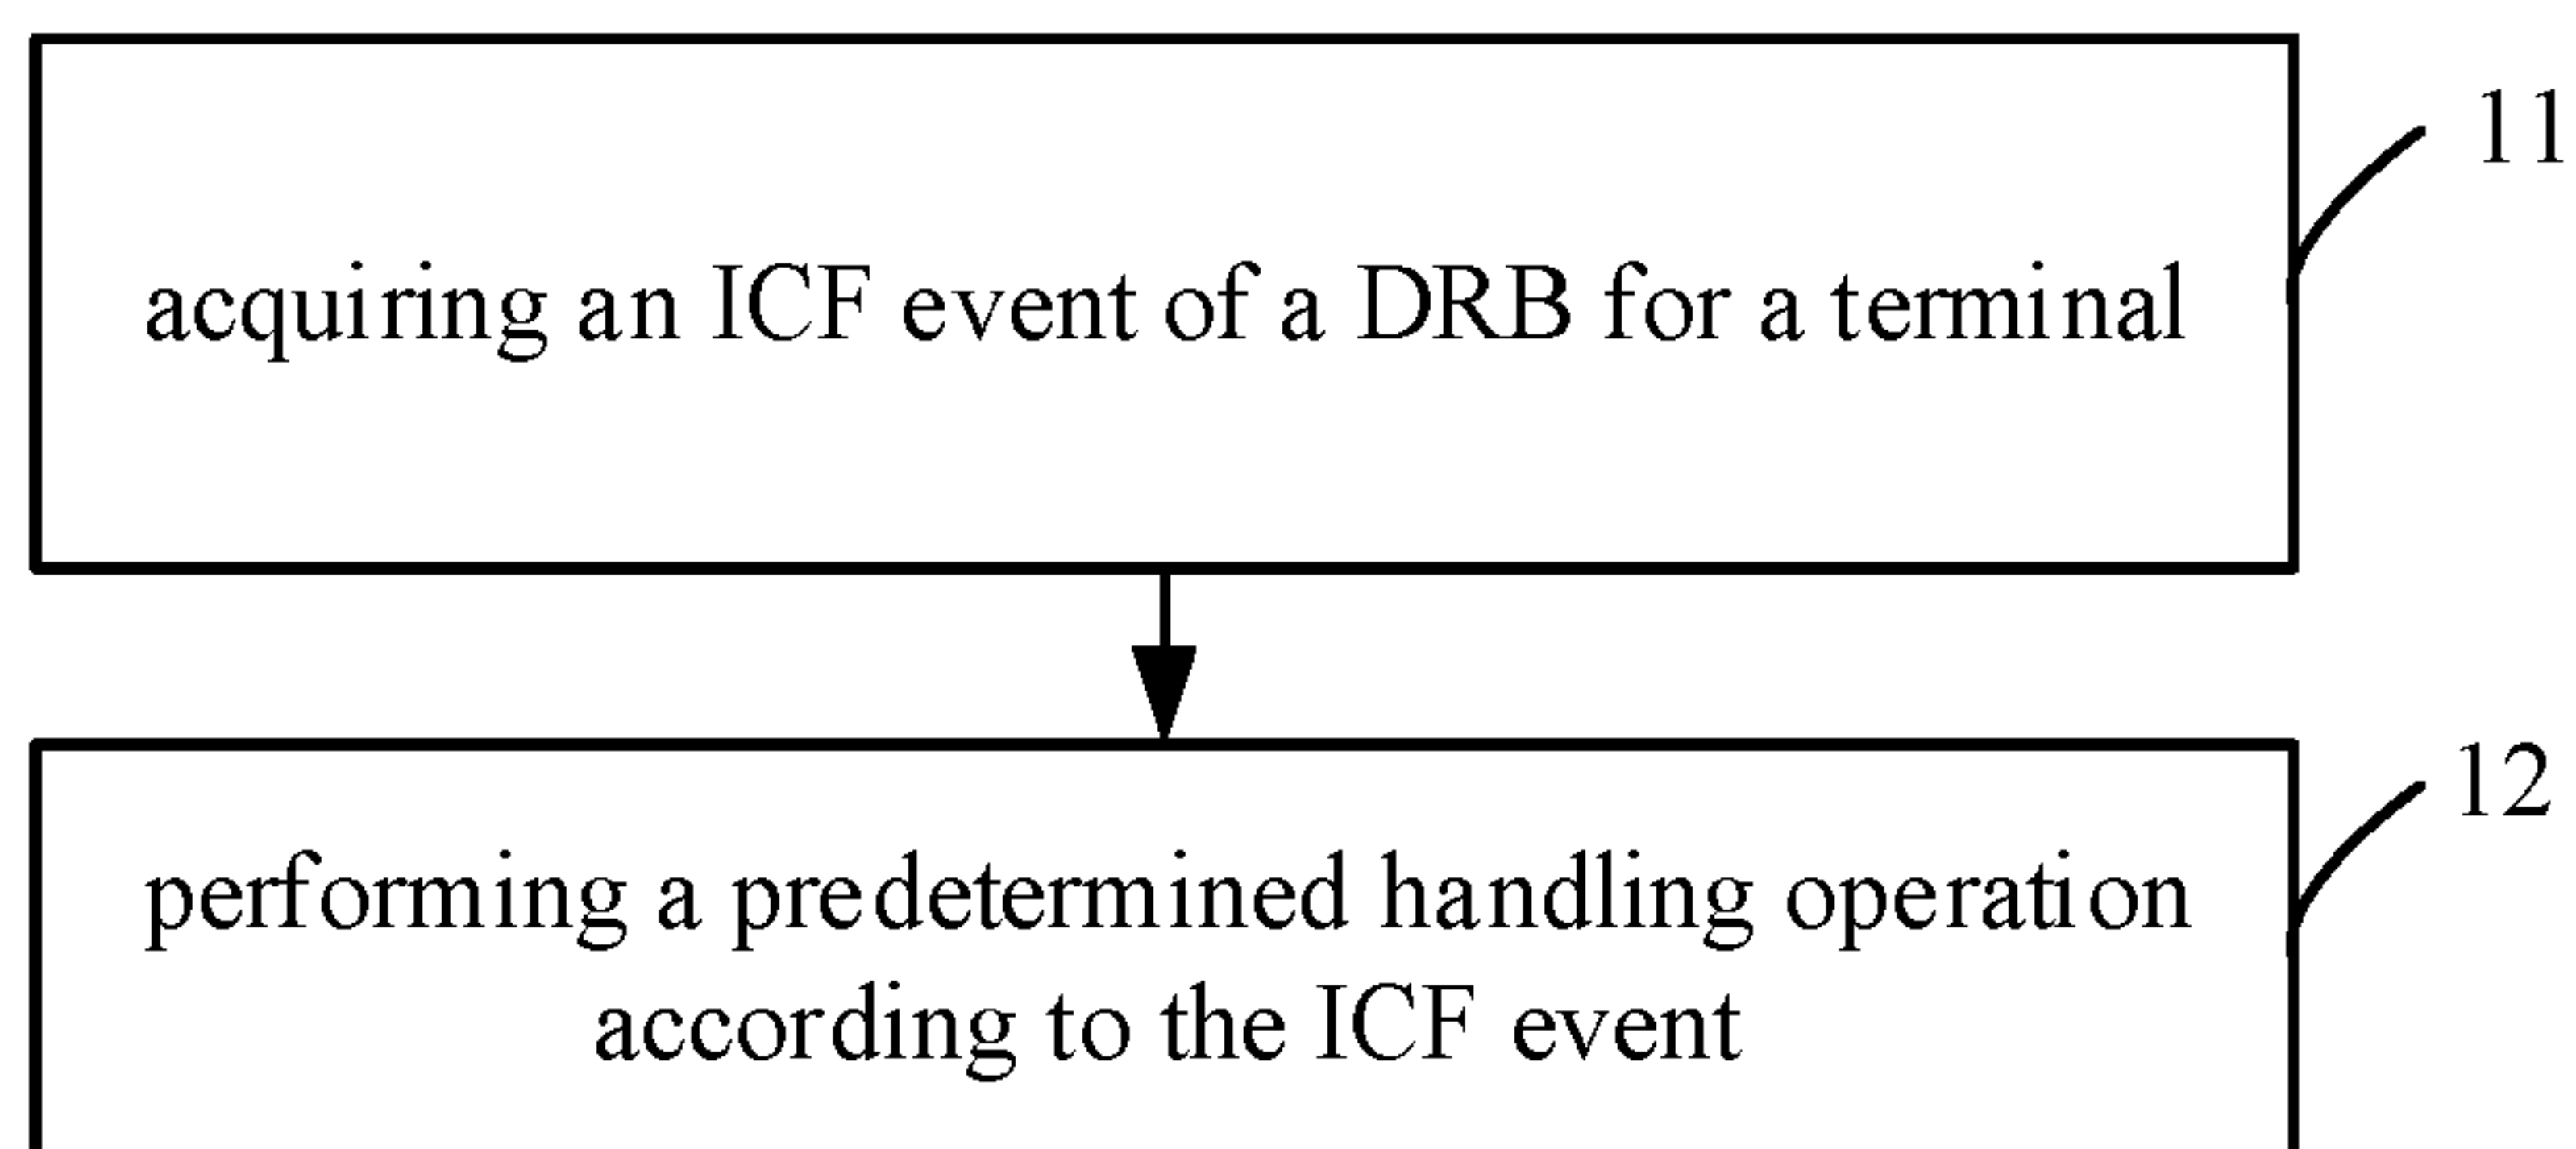 11
acquiring an ICF event of a DRB for a terminal
12
performing a predetermined handling operation
according to the ICF event